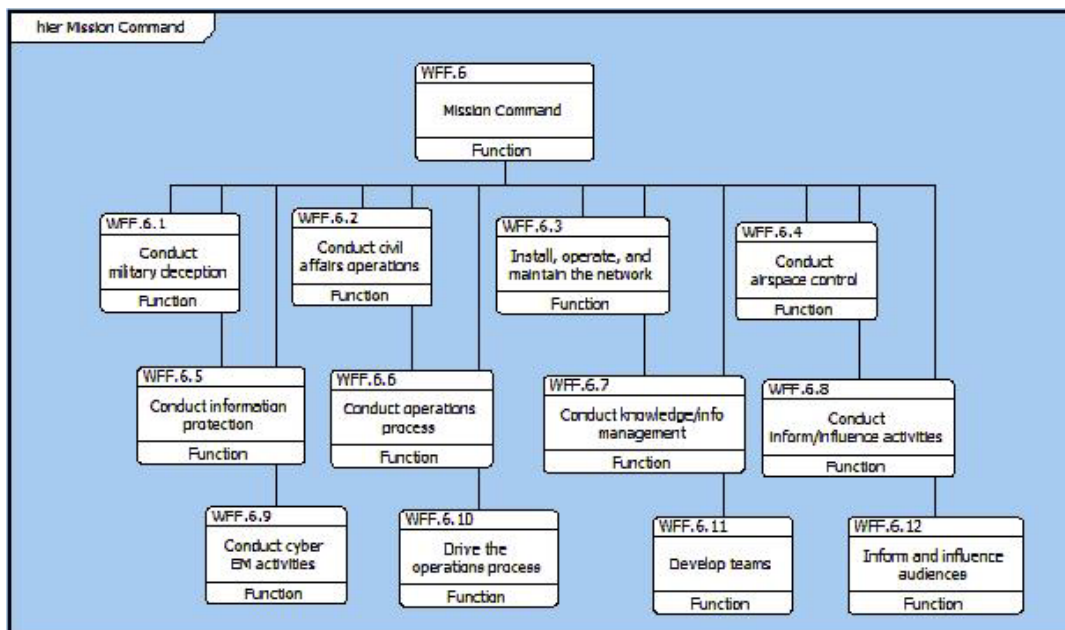 hier Mission Command
WFF.6
Mission Command
Function
WFF.6.1
Conduct
military deception
Function
WFF.6.2
Conduct civil
affairs operations
Function
WFF.6.3
Install, operate, and
maintain the network
Function
WFF.6.4
Conduct
airspace control
Function
WFF.6.5
Conduct information
protection
Function
WFF.6.6
Conduct operations
process
Function
WFF.6.7
Conduct knowledge/info
management
Function
WFF.6.8
Conduct
inform/influence activities
Function
WFF.6.9
Conduct cyber
EM activities
Function
WFF.6.10
Drive the
operations process
Function
WFF.6.11
Develop teams
Function
WFF.6.12
Inform and influence
audiences
Function